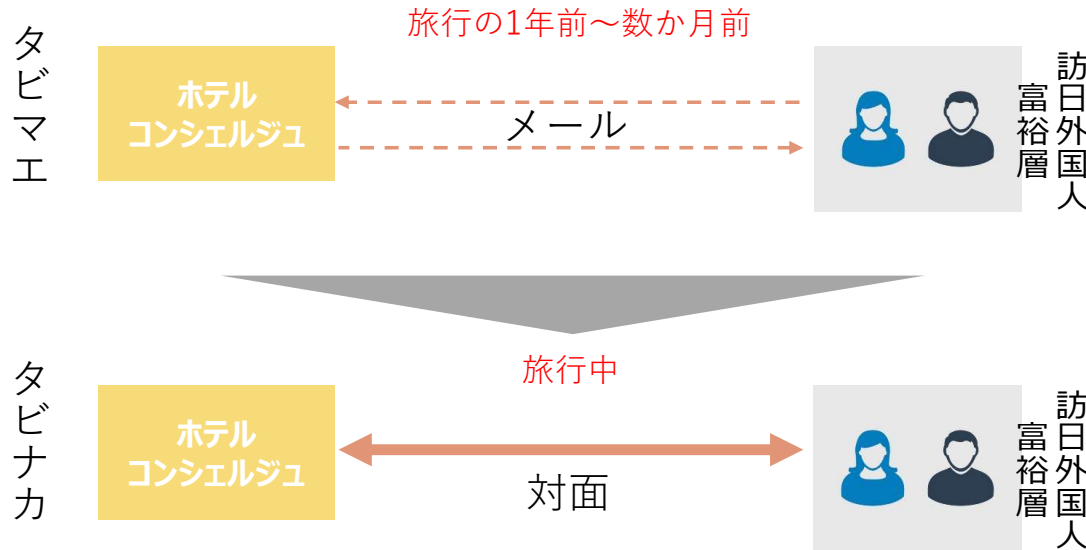 旅行の1年前～数か月前
タビマエ
ホテル
コンシェルジュ
メール
訪日外国人
富裕層
旅行中
タビナカ
ホテル
コンシェルジュ
対面
訪日外国人
富裕層